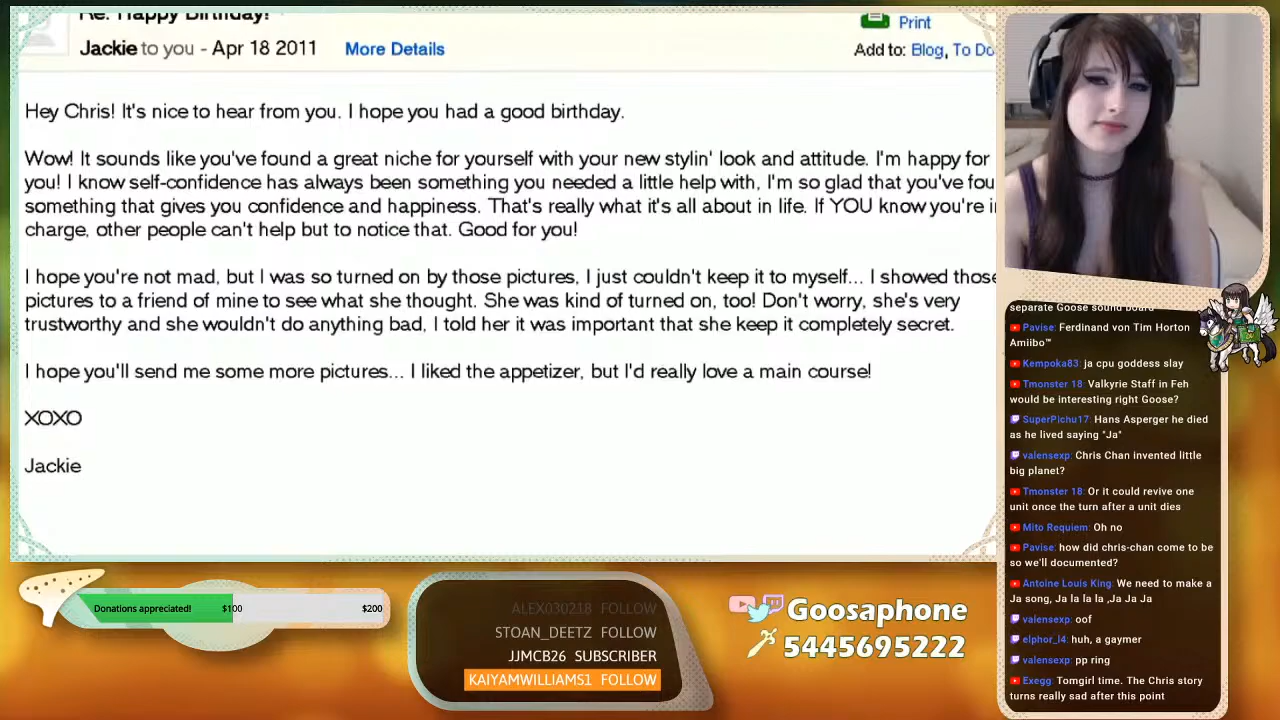 Re: Happy Birthday!
Jackie to you - Apr 18 2011 More Details
Print
Add to: Blog, To Do
Hey Chris! It's nice to hear from you. I hope you had a good birthday.
Wow! It sounds like you've found a great niche for yourself with your new stylin' look and attitude. I'm happy for
you! I know self-confidence has always been something you needed a little help with, I'm so glad that you've fou
something that gives you confidence and happiness. That's really what it's all about in life. If YOU know you're i
charge, other people can't help but to notice that. Good for you!
I hope you're not mad, but I was so turned on by those pictures, I just couldn't keep it to myself... I showed those
pictures to a friend of mine to see what she thought. She was kind of turned on, too! Don't worry, she's very
trustworthy and she wouldn't do anything bad, I told her it was important that she keep it completely secret.
I hope you'll send me some more pictures... I liked the appetizer, but I'd really love a main course!
XOXO
Jackie
separate Goose sound board
Pavise: Ferdinand von Tim Horton
Amiibo™
Kempoka83: ja cpu goddess slay
Tmonster 18: Valkyrie Staff in Feh
would be interesting right Goose?
SuperPichu17: Hans Asperger he died
as he lived saying "Ja"
valensexp: Chris Chan invented little
big planet?
Tmonster 18: Or it could revive one
unit once the turn after a unit dies
Mito Requiem: Oh no
Pavise: how did chris-chan come to be
so we'll documented?
Antoine Louis King: We need to make a
Ja song, Ja la la la ,Ja Ja Ja
valensexp: oof
elphor_l4: huh, a gaymer
valensexp: pp ring
Exegg: Tomgirl time. The Chris story
turns really sad after this point
Donations appreciated! $100 $200
ALEX030218 FOLLOW
STOAN_DEETZ FOLLOW
JJMCB26 SUBSCRIBER
KAIYAMWILLIAMS1 FOLLOW
Goosaphone
5445695222